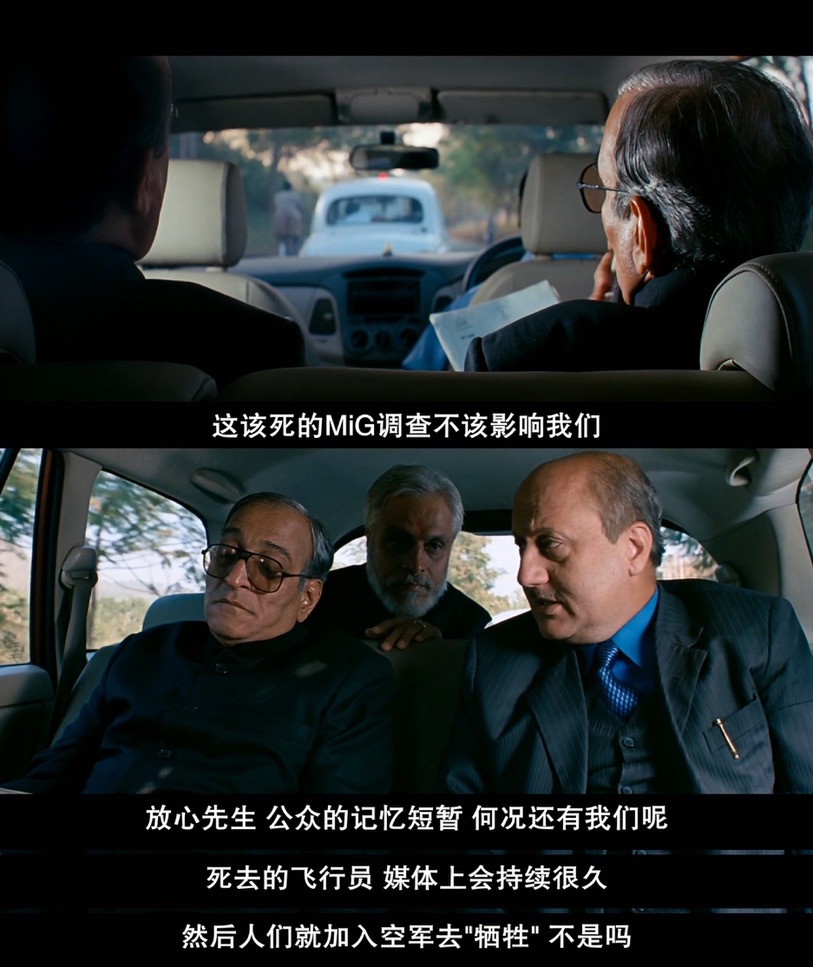 这该死的MiG调查不该影响我们
放心先生 公众的记忆短暂 何况还有我们呢
死去的飞行员 媒体上会持续很久
然后人们就加入空军去"牺牲" 不是吗